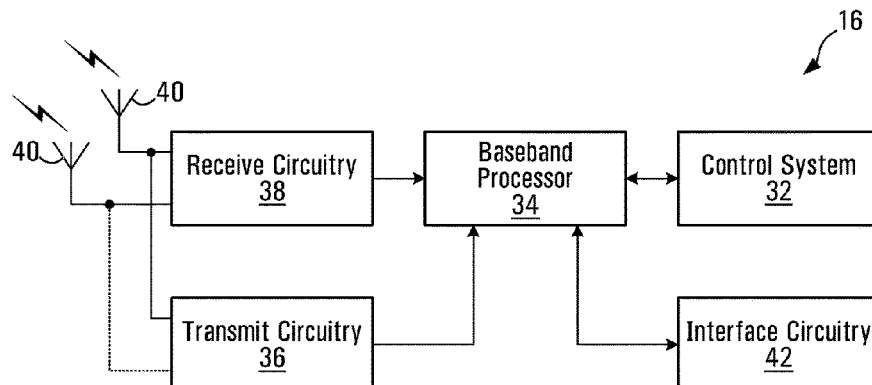 16
40
40
Receive Circuitry
38
Baseband
Processor
34
Control System
32
Transmit Circuitry
36
Interface Circuitry
42